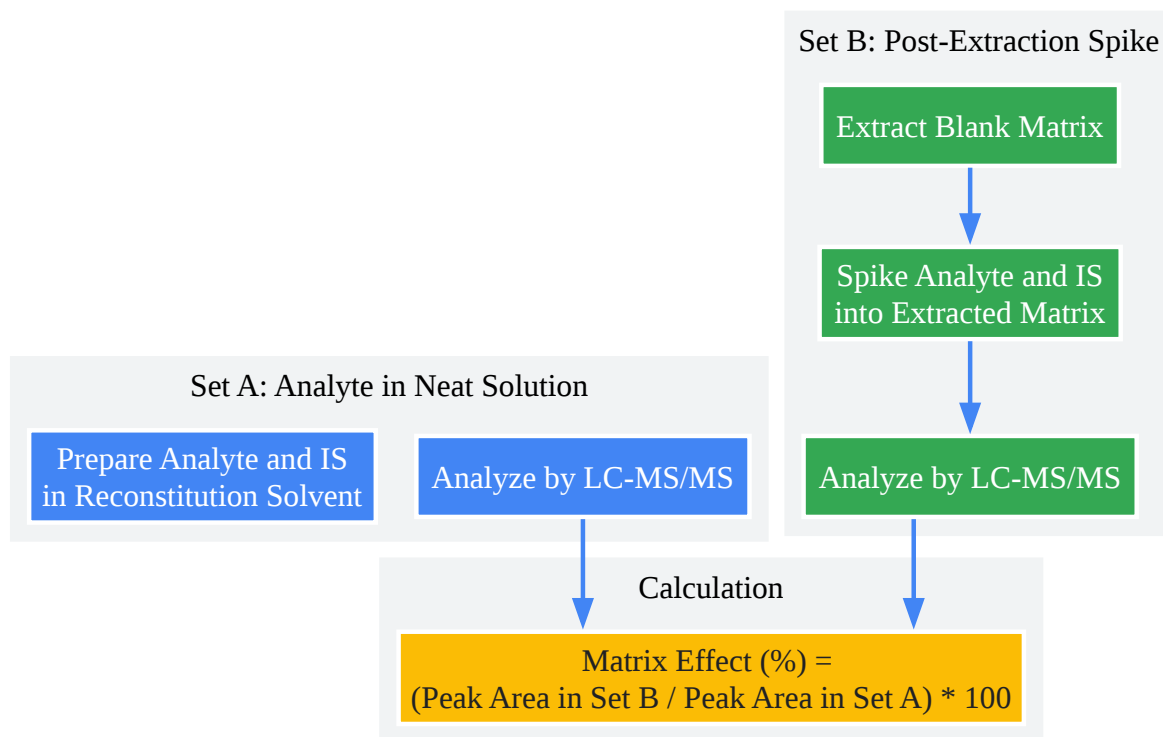 Set B: Post-Extraction Spike
Extract Blank Matrix
Spike Analyte and IS
into Extracted Matrix
Analyze by LC-MS/MS
Set A: Analyte in Neat Solution
Prepare Analyte and IS
in Reconstitution Solvent
Analyze by LC-MS/MS
Calculation
Matrix Effect (%) =
(Peak Area in Set B / Peak Area in Set A) * 100